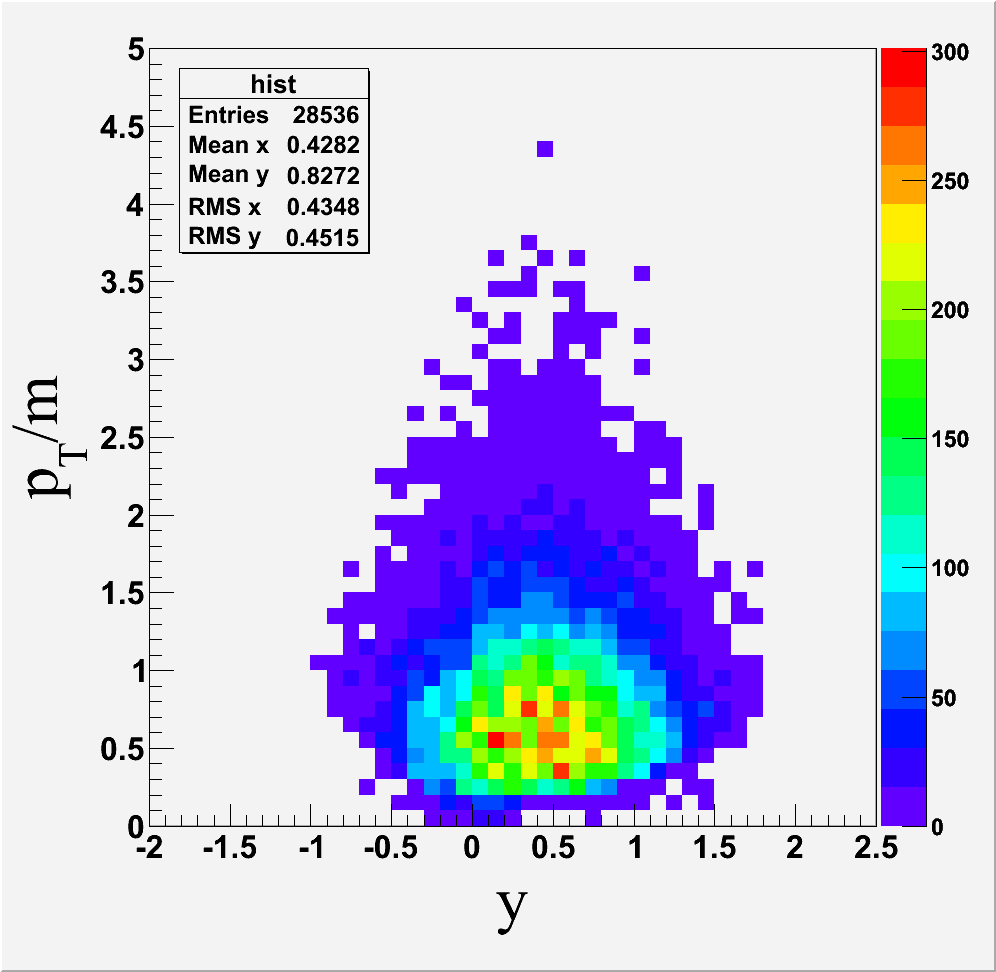 hist
Entries 28536
Mean x 0.4282
Mean y 0.8272
RMS x 0.4348
RMS y 0.4515
5
4.5
4
3.5
3
2.5
2
1.5
1
0.5
0
p_T/m
-2 -1.5 -1 -0.5 0 0.5 1 1.5 2 2.5
y
300
250
200
150
100
50
0